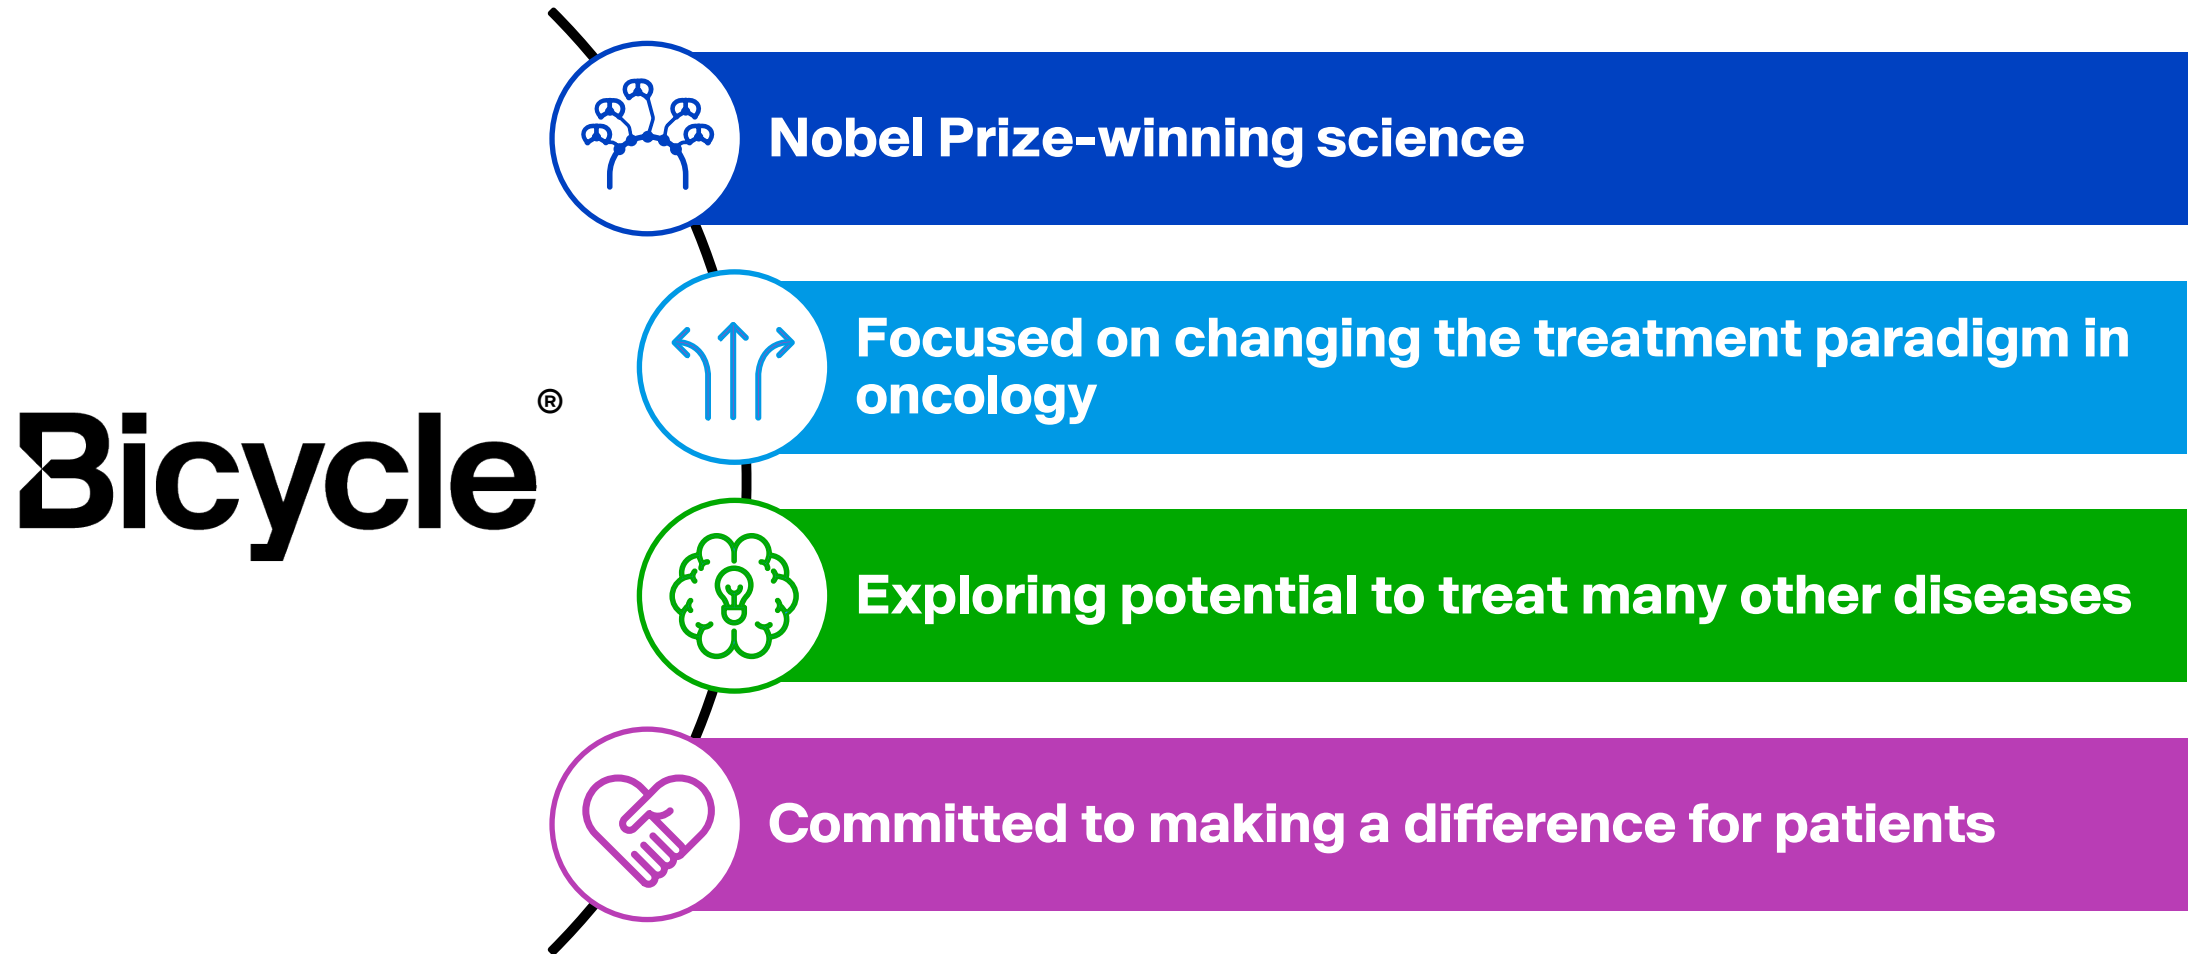 Bicycle®
Nobel Prize-winning science
Focused on changing the treatment paradigm in
oncology
Exploring potential to treat many other diseases
Committed to making a difference for patients